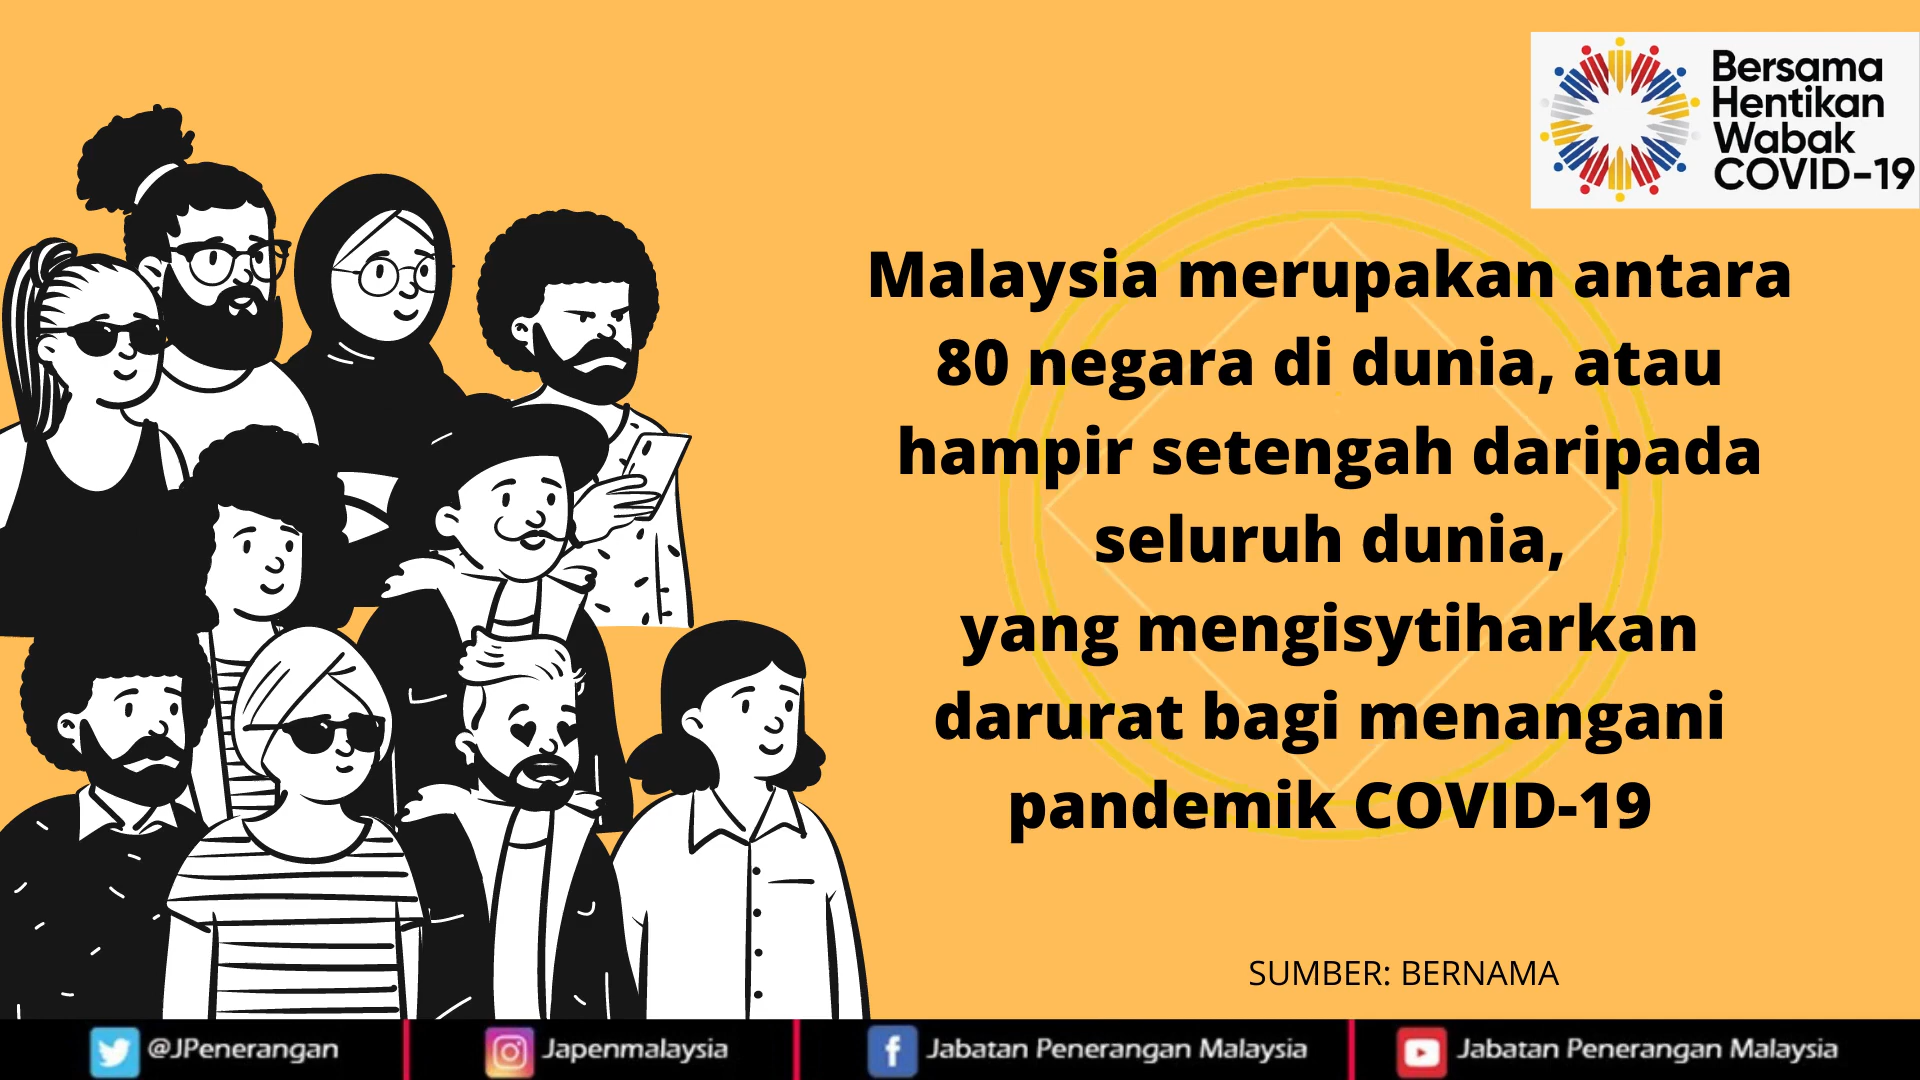 Bersama
Hentikan
Wabak
COVID-19
Malaysia merupakan antara
80 negara di dunia, atau
hampir setengah daripada
seluruh dunia,
yang mengisytiharkan
darurat bagi menangani
pandemik COVID-19
SUMBER: BERNAMA
@JPenerangan
Japenmalaysia
Jabatan Penerangan Malaysia
Jabatan Penerangan Malaysia